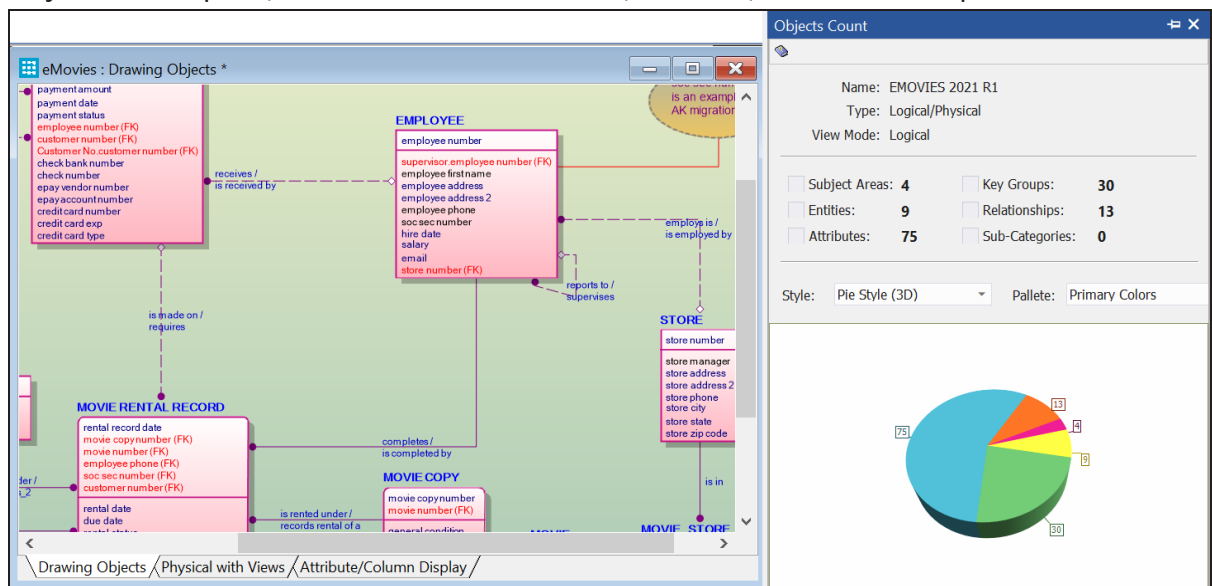 eMovies : Drawing Objects *
payment amount
payment date
payment status
employee number (FK)
customer number (FK)
Customer No.customer number (FK)
check bank number
check number
epay vendor number
epay account number
credit card number
credit card exp
credit card type
receives /
is received by
is made on /
requires
EMPLOYEE
employee number
supervisor.employee number (FK)
employee first name
employee address
employee address 2
employee phone
soc sec number
hire date
salary
email
store number (FK)
is an exampl
AK migration
employs is /
is employed by
reports to /
supervises
STORE
store number
store manager
store address
store address 2
store phone
store city
store state
store zip code
MOVIE RENTAL RECORD
rental record date
movie copy number (FK)
movie number (FK)
employee phone (FK)
soc sec number (FK)
customer number (FK)
rental date
due date
completes /
is completed by
MOVIE COPY
movie copy number
movie number (FK)
general condition
is rented under /
records rental of a
is in
MOVIE STORE
Drawing Objects / Physical with Views / Attribute/Column Display /
Objects Count
Name: EMOVIES 2021 R1
Type: Logical/Physical
View Mode: Logical
Subject Areas: 4 Key Groups: 30
Entities: 9 Relationships: 13
Attributes: 75 Sub-Categories: 0
Style: Pie Style (3D) Pallete: Primary Colors
13
4
75
9
30